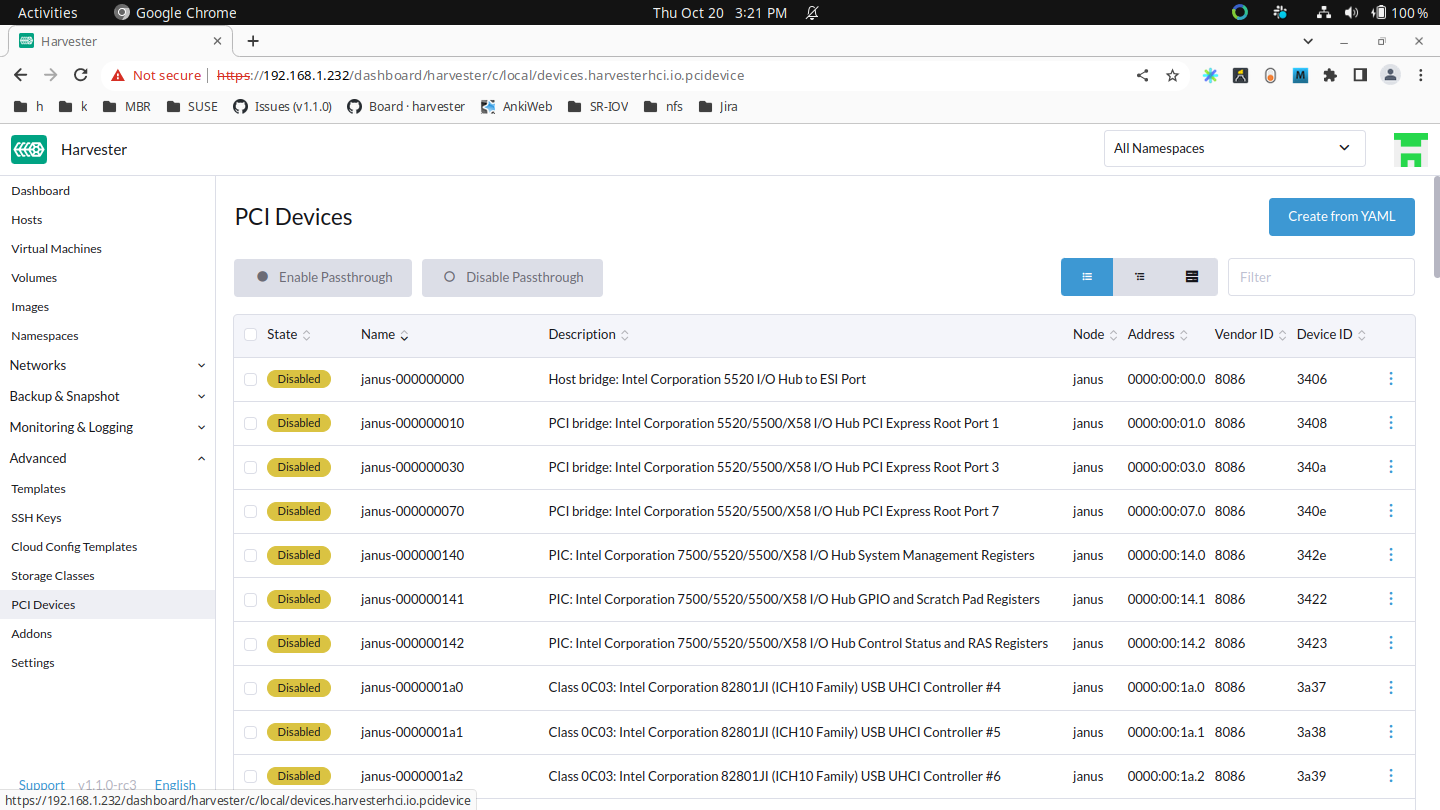 Activities Google Chrome Thu Oct 20 3:21 PM 100 %
Harvester
Not secure https://192.168.1.232/dashboard/harvester/c/local/devices.harvesterhci.io.pcidevice
h k MBR SUSE Issues (v1.1.0) Board · harvester AnkiWeb SR-IOV nfs Jira
Harvester All Namespaces
Dashboard
Hosts
Virtual Machines
Volumes
Images
Namespaces
Networks
Backup & Snapshot
Monitoring & Logging
Advanced
Templates
SSH Keys
Cloud Config Templates
Storage Classes
PCI Devices
Addons
Settings
Support v1.1.0-rc3 English
PCI Devices Create from YAML
Enable Passthrough Disable Passthrough Filter
State Name Description Node Address Vendor ID Device ID
Disabled janus-000000000 Host bridge: Intel Corporation 5520 I/O Hub to ESI Port janus 0000:00:00.0 8086 3406
Disabled janus-000000010 PCI bridge: Intel Corporation 5520/5500/X58 I/O Hub PCI Express Root Port 1 janus 0000:00:01.0 8086 3408
Disabled janus-000000030 PCI bridge: Intel Corporation 5520/5500/X58 I/O Hub PCI Express Root Port 3 janus 0000:00:03.0 8086 340a
Disabled janus-000000070 PCI bridge: Intel Corporation 5520/5500/X58 I/O Hub PCI Express Root Port 7 janus 0000:00:07.0 8086 340e
Disabled janus-000000140 PIC: Intel Corporation 7500/5520/5500/X58 I/O Hub System Management Registers janus 0000:00:14.0 8086 342e
Disabled janus-000000141 PIC: Intel Corporation 7500/5520/5500/X58 I/O Hub GPIO and Scratch Pad Registers janus 0000:00:14.1 8086 3422
Disabled janus-000000142 PIC: Intel Corporation 7500/5520/5500/X58 I/O Hub Control Status and RAS Registers janus 0000:00:14.2 8086 3423
Disabled janus-0000001a0 Class 0C03: Intel Corporation 82801JI (ICH10 Family) USB UHCI Controller #4 janus 0000:00:1a.0 8086 3a37
Disabled janus-0000001a1 Class 0C03: Intel Corporation 82801JI (ICH10 Family) USB UHCI Controller #5 janus 0000:00:1a.1 8086 3a38
Disabled janus-0000001a2 Class 0C03: Intel Corporation 82801JI (ICH10 Family) USB UHCI Controller #6 janus 0000:00:1a.2 8086 3a39
https://192.168.1.232/dashboard/harvester/c/local/devices.harvesterhci.io.pcidevice